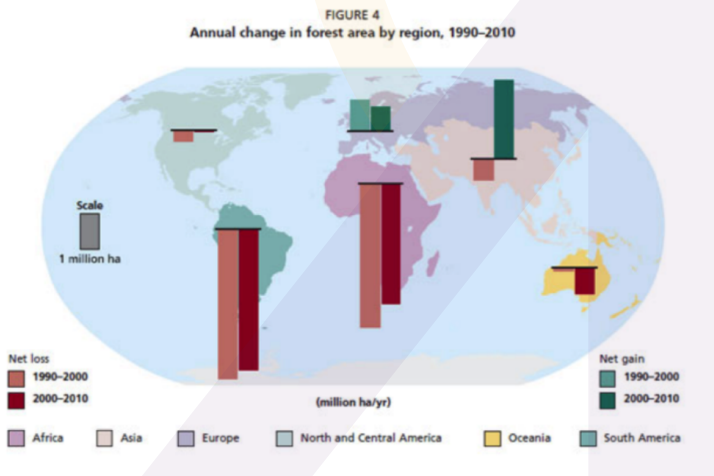 FIGURE 4
Annual change in forest area by region, 1990–2010
Scale
1 million ha
Net loss
1990–2000
2000–2010
(million ha/yr)
Net gain
1990–2000
2000–2010
Africa
Asia
Europe
North and Central America
Oceania
South America